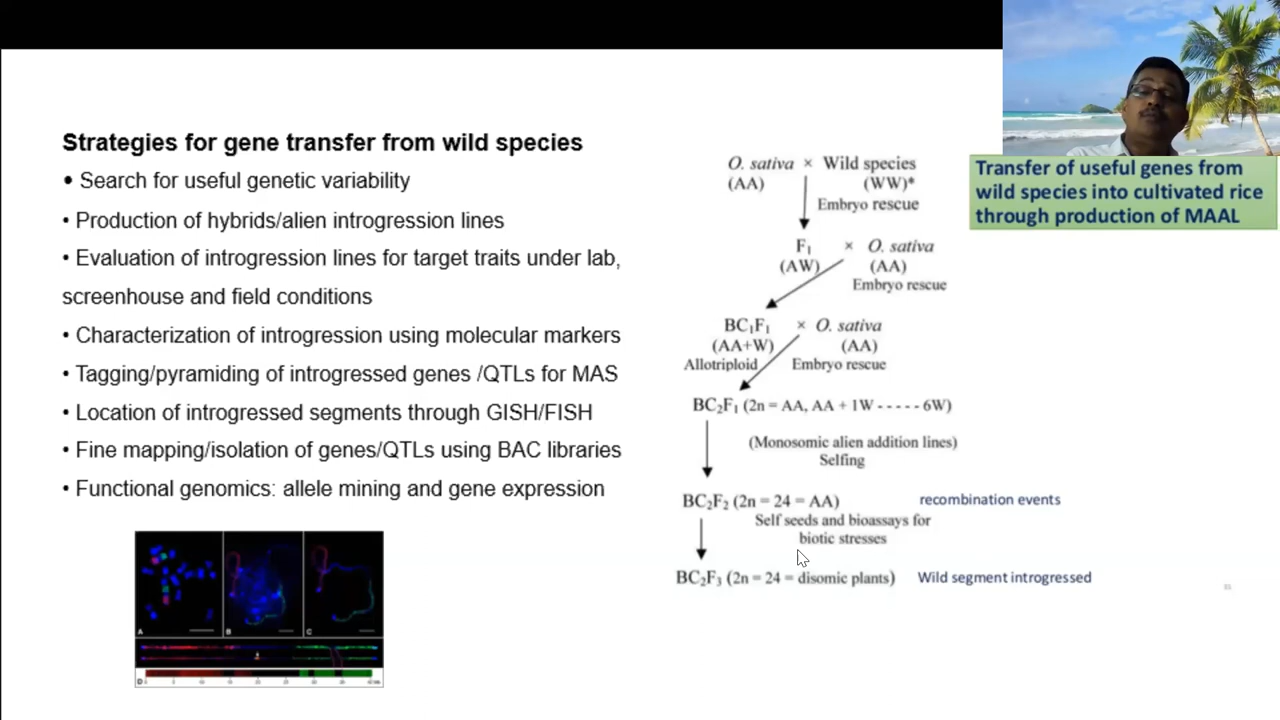 Strategies for gene transfer from wild species
• Search for useful genetic variability
• Production of hybrids/alien introgression lines
• Evaluation of introgression lines for target traits under lab,
screenhouse and field conditions
• Characterization of introgression using molecular markers
• Tagging/pyramiding of introgressed genes /QTLs for MAS
• Location of introgressed segments through GISH/FISH
• Fine mapping/isolation of genes/QTLs using BAC libraries
• Functional genomics: allele mining and gene expression
A B C
D
O. sativa × Wild species
(AA) (WW)*
Embryo rescue
F₁ × O. sativa
(AW) (AA)
Embryo rescue
BC₁F₁ × O. sativa
(AA+W) (AA)
Allotriploid Embryo rescue
BC₂F₁ (2n = AA, AA + 1W - - - - - 6W)
(Monosomic alien addition lines)
Selfing
BC₂F₂ (2n = 24 = AA) recombination events
Self seeds and bioassays for
biotic stresses
BC₂F₃ (2n = 24 = disomic plants) Wild segment introgressed
Transfer of useful genes from
wild species into cultivated rice
through production of MAAL